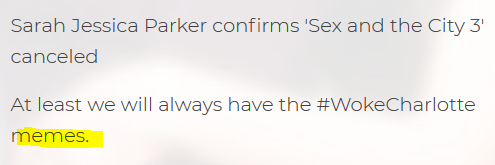 Sarah Jessica Parker confirms 'Sex and the City 3'
canceled
At least we will always have the #WokeCharlotte
memes.